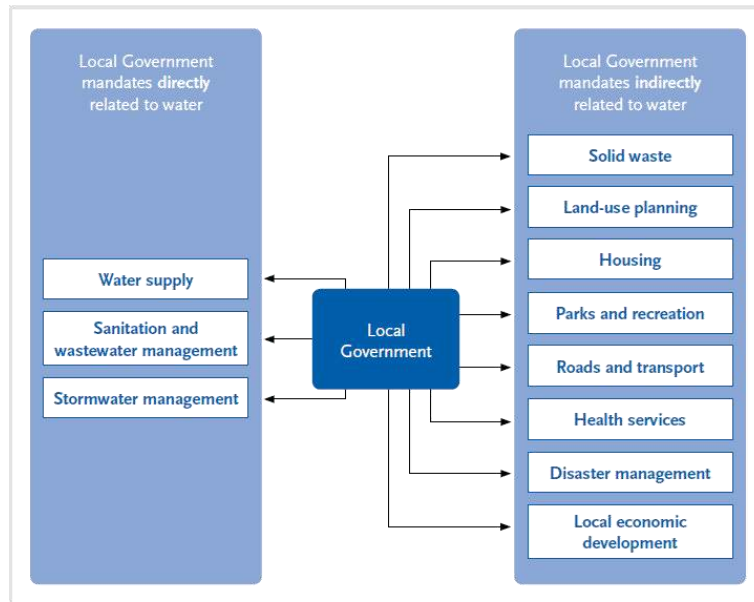 Local Government
mandates directly
related to water
Water supply
Sanitation and
wastewater management
Stormwater management
Local
Government
Local Government
mandates indirectly
related to water
Solid waste
Land-use planning
Housing
Parks and recreation
Roads and transport
Health services
Disaster management
Local economic
development